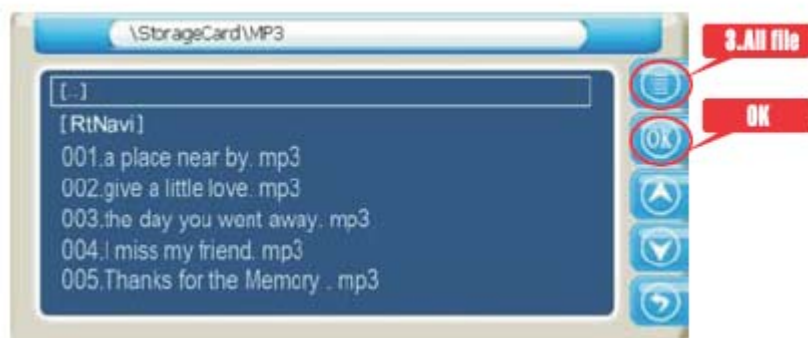 \StorageCard\MP3
3.All file
[..]
OK
[RtNavi]
001.a place near by. mp3
002.give a little love. mp3
003.the day you went away. mp3
004.I miss my friend. mp3
005.Thanks for the Memory . mp3
OK